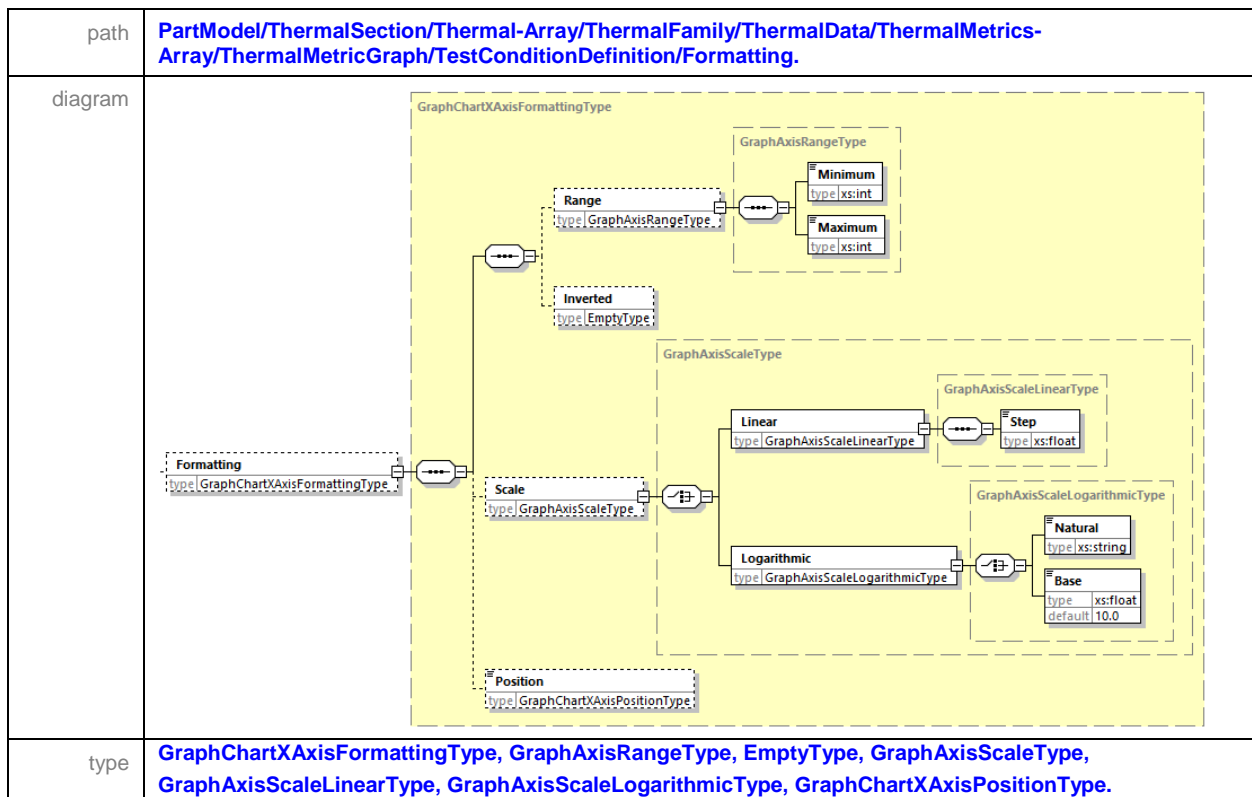 path
PartModel/ThermalSection/Thermal-Array/ThermalFamily/ThermalData/ThermalMetrics-
Array/ThermalMetricGraph/TestConditionDefinition/Formatting.
diagram
GraphChartXAxisFormattingType
GraphAxisRangeType
Minimum
type xs:int
Range
type GraphAxisRangeType
Maximum
type xs:int
Inverted
type EmptyType
GraphAxisScaleType
GraphAxisScaleLinearType
Linear
type GraphAxisScaleLinearType
Step
type xs:float
Formatting
type GraphChartXAxisFormattingType
Scale
type GraphAxisScaleType
GraphAxisScaleLogarithmicType
Natural
type xs:string
Logarithmic
type GraphAxisScaleLogarithmicType
Base
type xs:float
default 10.0
Position
type GraphChartXAxisPositionType
type
GraphChartXAxisFormattingType, GraphAxisRangeType, EmptyType, GraphAxisScaleType,
GraphAxisScaleLinearType, GraphAxisScaleLogarithmicType, GraphChartXAxisPositionType.